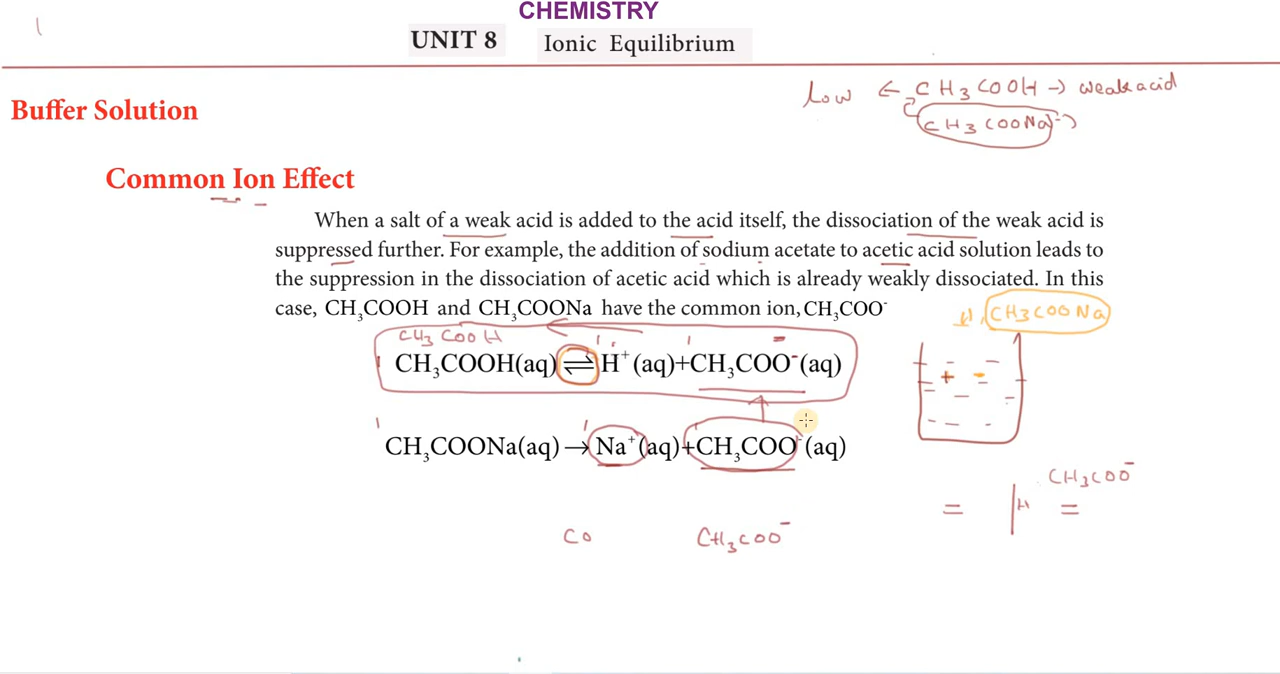 CHEMISTRY
UNIT 8 Ionic Equilibrium
Low ← CH3COOH → weak acid
Buffer Solution
CH3COONa →
Common Ion Effect
When a salt of a weak acid is added to the acid itself, the dissociation of the weak acid is
suppressed further. For example, the addition of sodium acetate to acetic acid solution leads to
the suppression in the dissociation of acetic acid which is already weakly dissociated. In this
case, CH₃COOH and CH₃COONa have the common ion, CH₃COO⁻
CH3COONa
CH3COOH
CH₃COOH(aq) ⇌ H⁺(aq)+CH₃COO⁻(aq)
+ -
CH₃COONa(aq) → Na⁺(aq)+CH₃COO⁻(aq)
CH3COO⁻
= | H =
CO CH3COO⁻